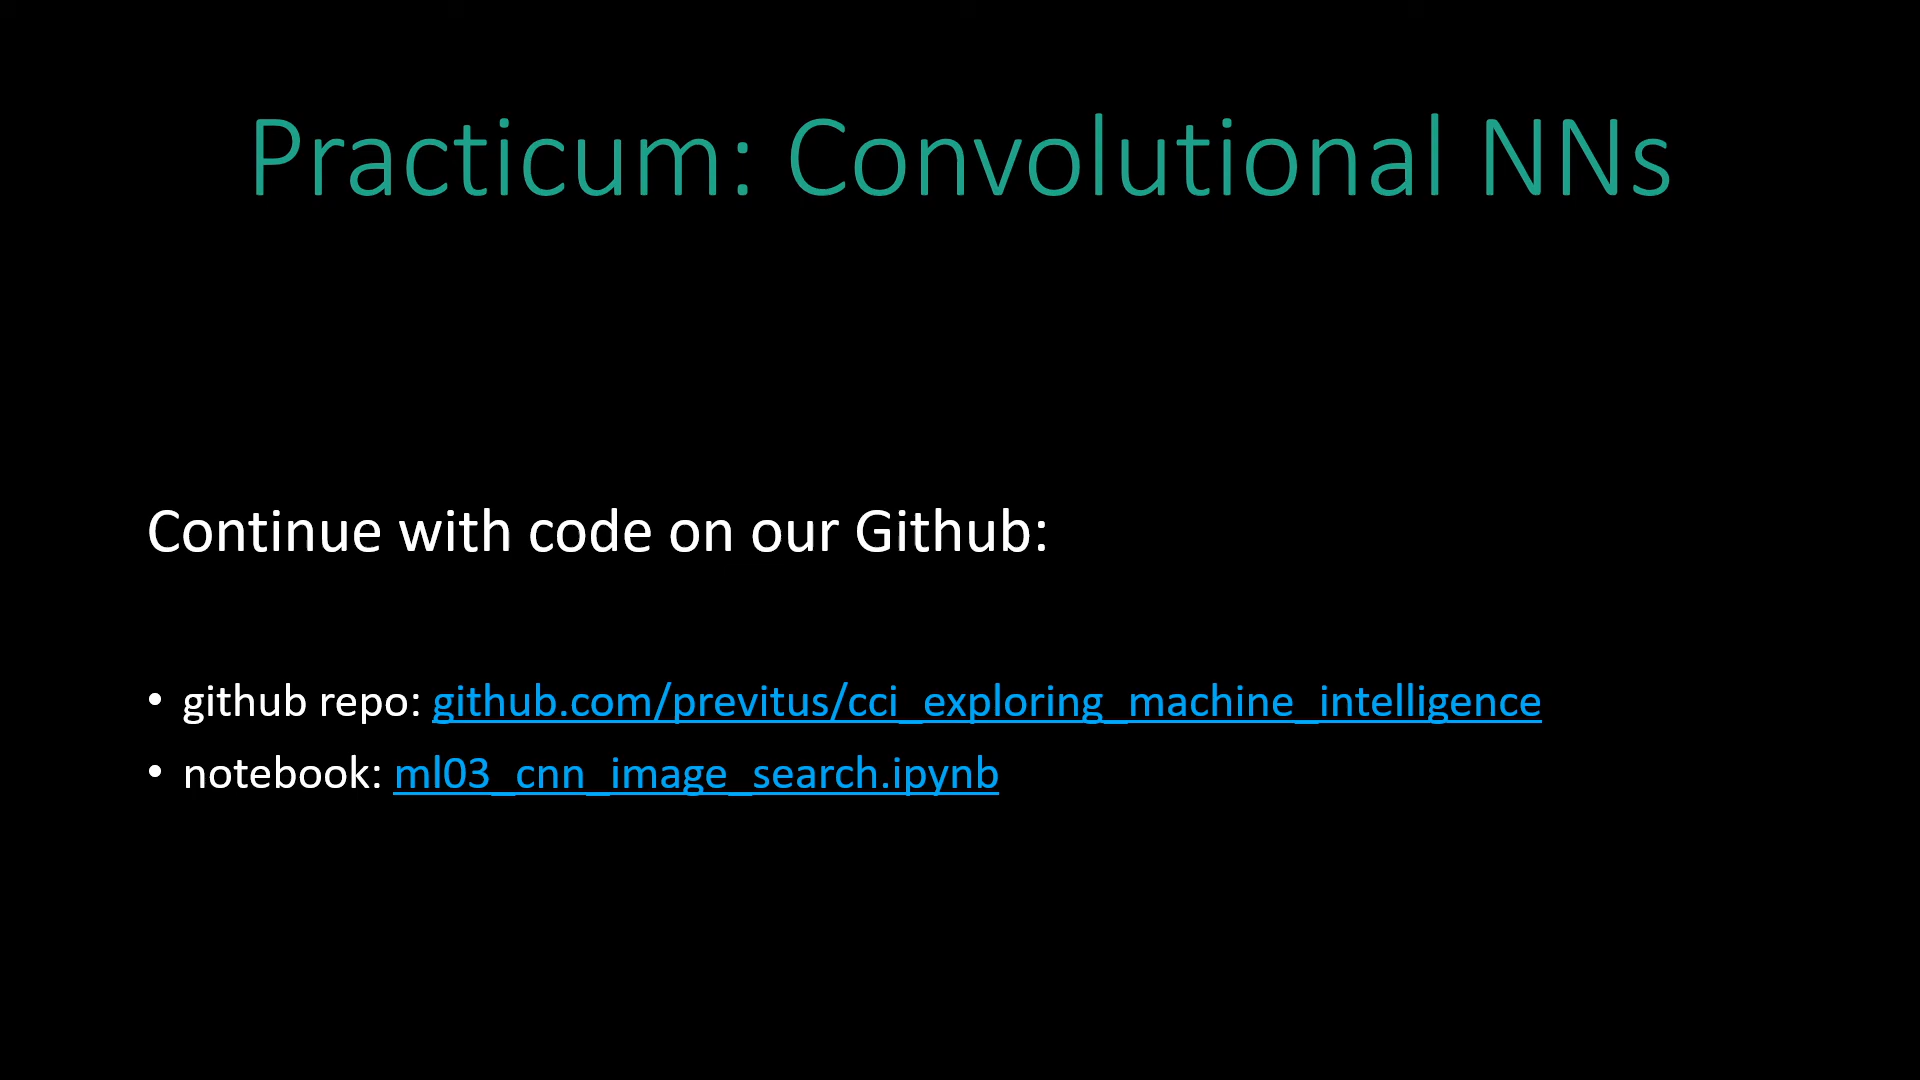 Practicum: Convolutional NNs
Continue with code on our Github:
• github repo: github.com/previtus/cci_exploring_machine_intelligence
• notebook: ml03_cnn_image_search.ipynb